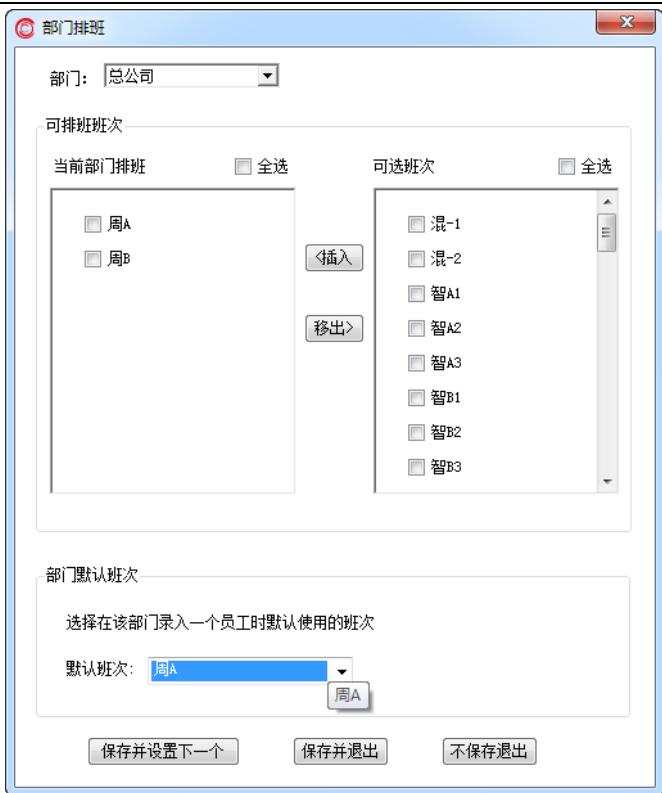 部门排班
部门： 总公司
可排班班次
当前部门排班 全选 可选班次 全选
周A 混-1
周B <插入 混-2
智A1
移出> 智A2
智A3
智B1
智B2
智B3
部门默认班次
选择在该部门录入一个员工时默认使用的班次
默认班次： 周A
周A
保存并设置下一个 保存并退出 不保存退出